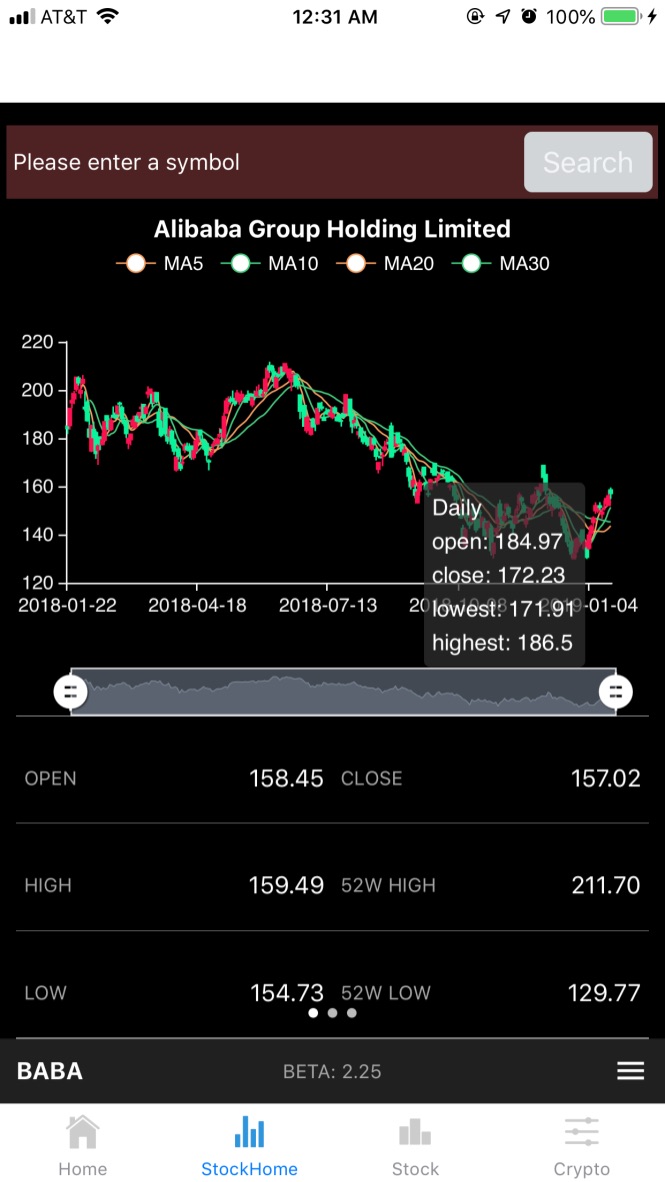 AT&T 12:31 AM 100%
Please enter a symbol Search
Alibaba Group Holding Limited
MA5 MA10 MA20 MA30
220
200
180
160
140
120
2018-01-22 2018-04-18 2018-07-13 2018-10-08 2019-01-04
Daily
open: 184.97
close: 172.23
lowest: 171.91
highest: 186.5
OPEN 158.45 CLOSE 157.02
HIGH 159.49 52W HIGH 211.70
LOW 154.73 52W LOW 129.77
BABA BETA: 2.25
Home StockHome Stock Crypto